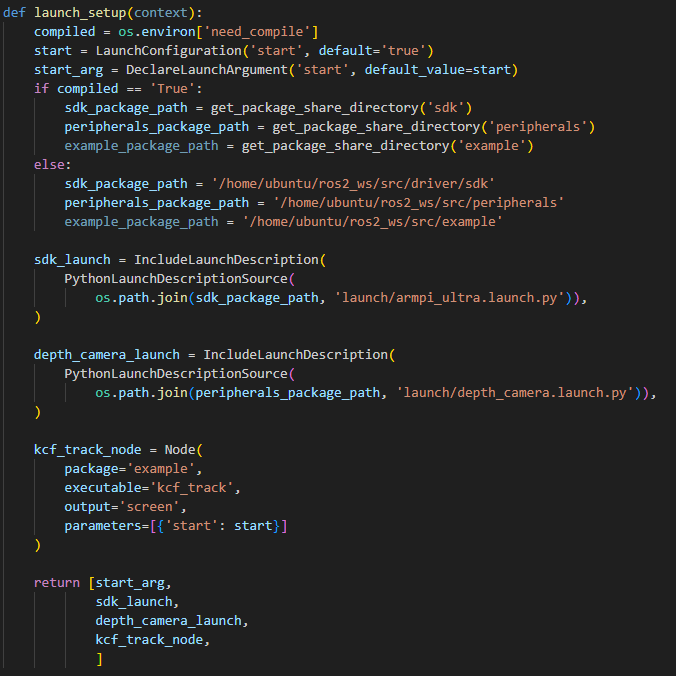 def launch_setup(context):
    compiled = os.environ['need_compile']
    start = LaunchConfiguration('start', default='true')
    start_arg = DeclareLaunchArgument('start', default_value=start)
    if compiled == 'True':
        sdk_package_path = get_package_share_directory('sdk')
        peripherals_package_path = get_package_share_directory('peripherals')
        example_package_path = get_package_share_directory('example')
    else:
        sdk_package_path = '/home/ubuntu/ros2_ws/src/driver/sdk'
        peripherals_package_path = '/home/ubuntu/ros2_ws/src/peripherals'
        example_package_path = '/home/ubuntu/ros2_ws/src/example'

    sdk_launch = IncludeLaunchDescription(
        PythonLaunchDescriptionSource(
            os.path.join(sdk_package_path, 'launch/armpi_ultra.launch.py')),
    )

    depth_camera_launch = IncludeLaunchDescription(
        PythonLaunchDescriptionSource(
            os.path.join(peripherals_package_path, 'launch/depth_camera.launch.py')),
    )

    kcf_track_node = Node(
        package='example',
        executable='kcf_track',
        output='screen',
        parameters=[{'start': start}]
    )

    return [start_arg,
            sdk_launch,
            depth_camera_launch,
            kcf_track_node,
            ]